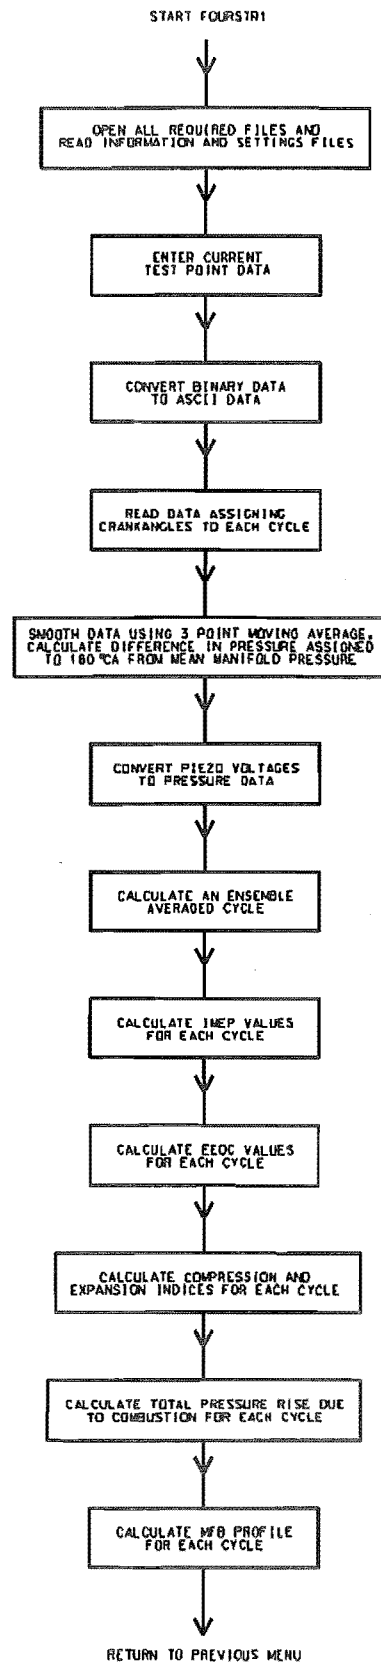 START FOURSTR1
OPEN ALL REQUIRED FILES AND
READ INFORMATION AND SETTINGS FILES
ENTER CURRENT
TEST POINT DATA
CONVERT BINARY DATA
TO ASCII DATA
READ DATA ASSIGNING
CRANKANGLES TO EACH CYCLE
SMOOTH DATA USING 3 POINT MOVING AVERAGE.
CALCULATE DIFFERENCE IN PRESSURE ASSIGNED
TO 180 °CA FROM MEAN MANIFOLD PRESSURE
CONVERT PIEZO VOLTAGES
TO PRESSURE DATA
CALCULATE AN ENSEMBLE
AVERAGED CYCLE
CALCULATE IMEP VALUES
FOR EACH CYCLE
CALCULATE EEOC VALUES
FOR EACH CYCLE
CALCULATE COMPRESSION AND
EXPANSION INDICES FOR EACH CYCLE
CALCULATE TOTAL PRESSURE RISE DUE
TO COMBUSTION FOR EACH CYCLE
CALCULATE MFB PROFILE
FOR EACH CYCLE
RETURN TO PREVIOUS MENU